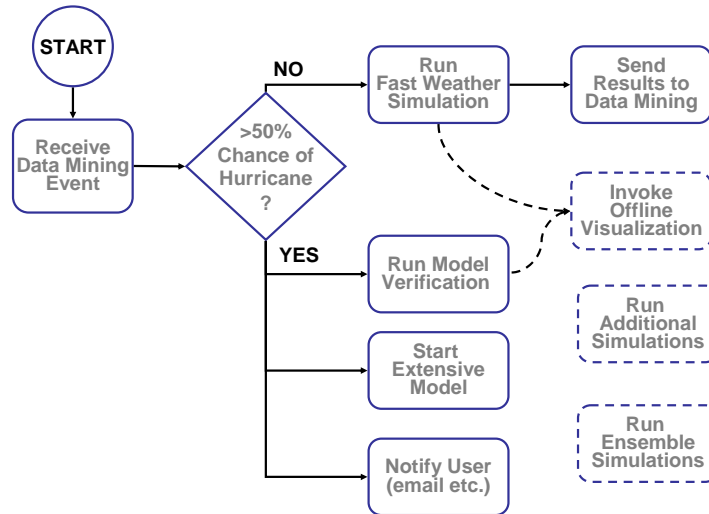 START
Receive
Data Mining
Event
>50%
Chance of
Hurricane
?
NO
YES
Run
Fast Weather
Simulation
Send
Results to
Data Mining
Invoke
Offline
Visualization
Run Model
Verification
Run
Additional
Simulations
Start
Extensive
Model
Run
Ensemble
Simulations
Notify User
(email etc.)